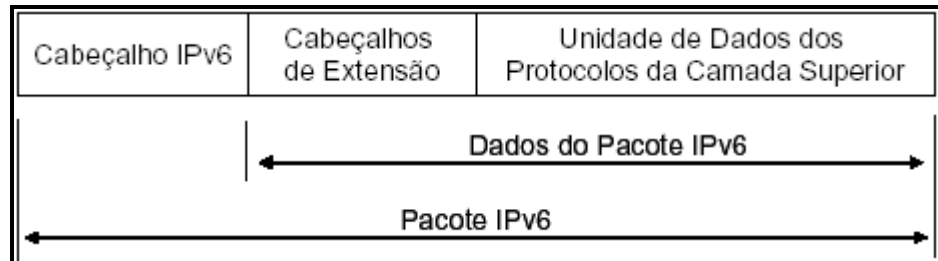 Cabeçalho IPv6
Cabeçalhos
de Extensão
Unidade de Dados dos
Protocolos da Camada Superior
Dados do Pacote IPv6
Pacote IPv6